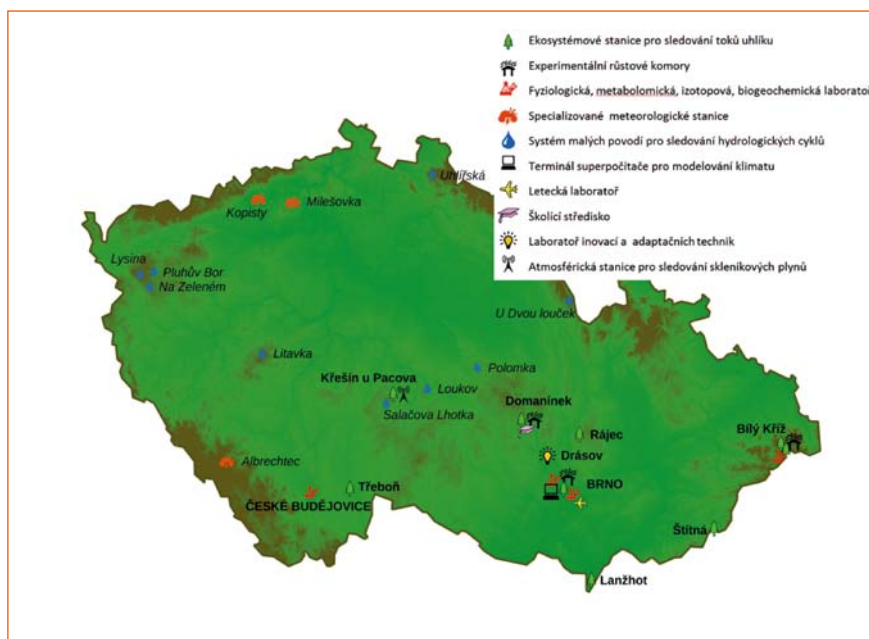 Ekosystémové stanice pro sledování toků uhlíku
Experimentální růstové komory
Fyziologická, metabolomická, izotopová, biogeochemická laboratoř
Specializované meteorologické stanice
Systém malých povodí pro sledování hydrologických cyklů
Terminál superpočítače pro modelování klimatu
Letecká laboratoř
Školící středisko
Laboratoř inovací a adaptačních technik
Atmosférická stanice pro sledování skleníkových plynů
Uhlířská
Kopisty
Milešovka
Lysina
Pluhův Bor
Na Zeleném
U Dvou louček
Litavka
Polomka
Křešín u Pacova
Loukov
Salačova Lhotka
Domanínek
Rájec
Bílý Kříž
Albrechtec
Drásov
Třeboň
BRNO
ČESKÉ BUDĚJOVICE
Štítná
Lanžhot